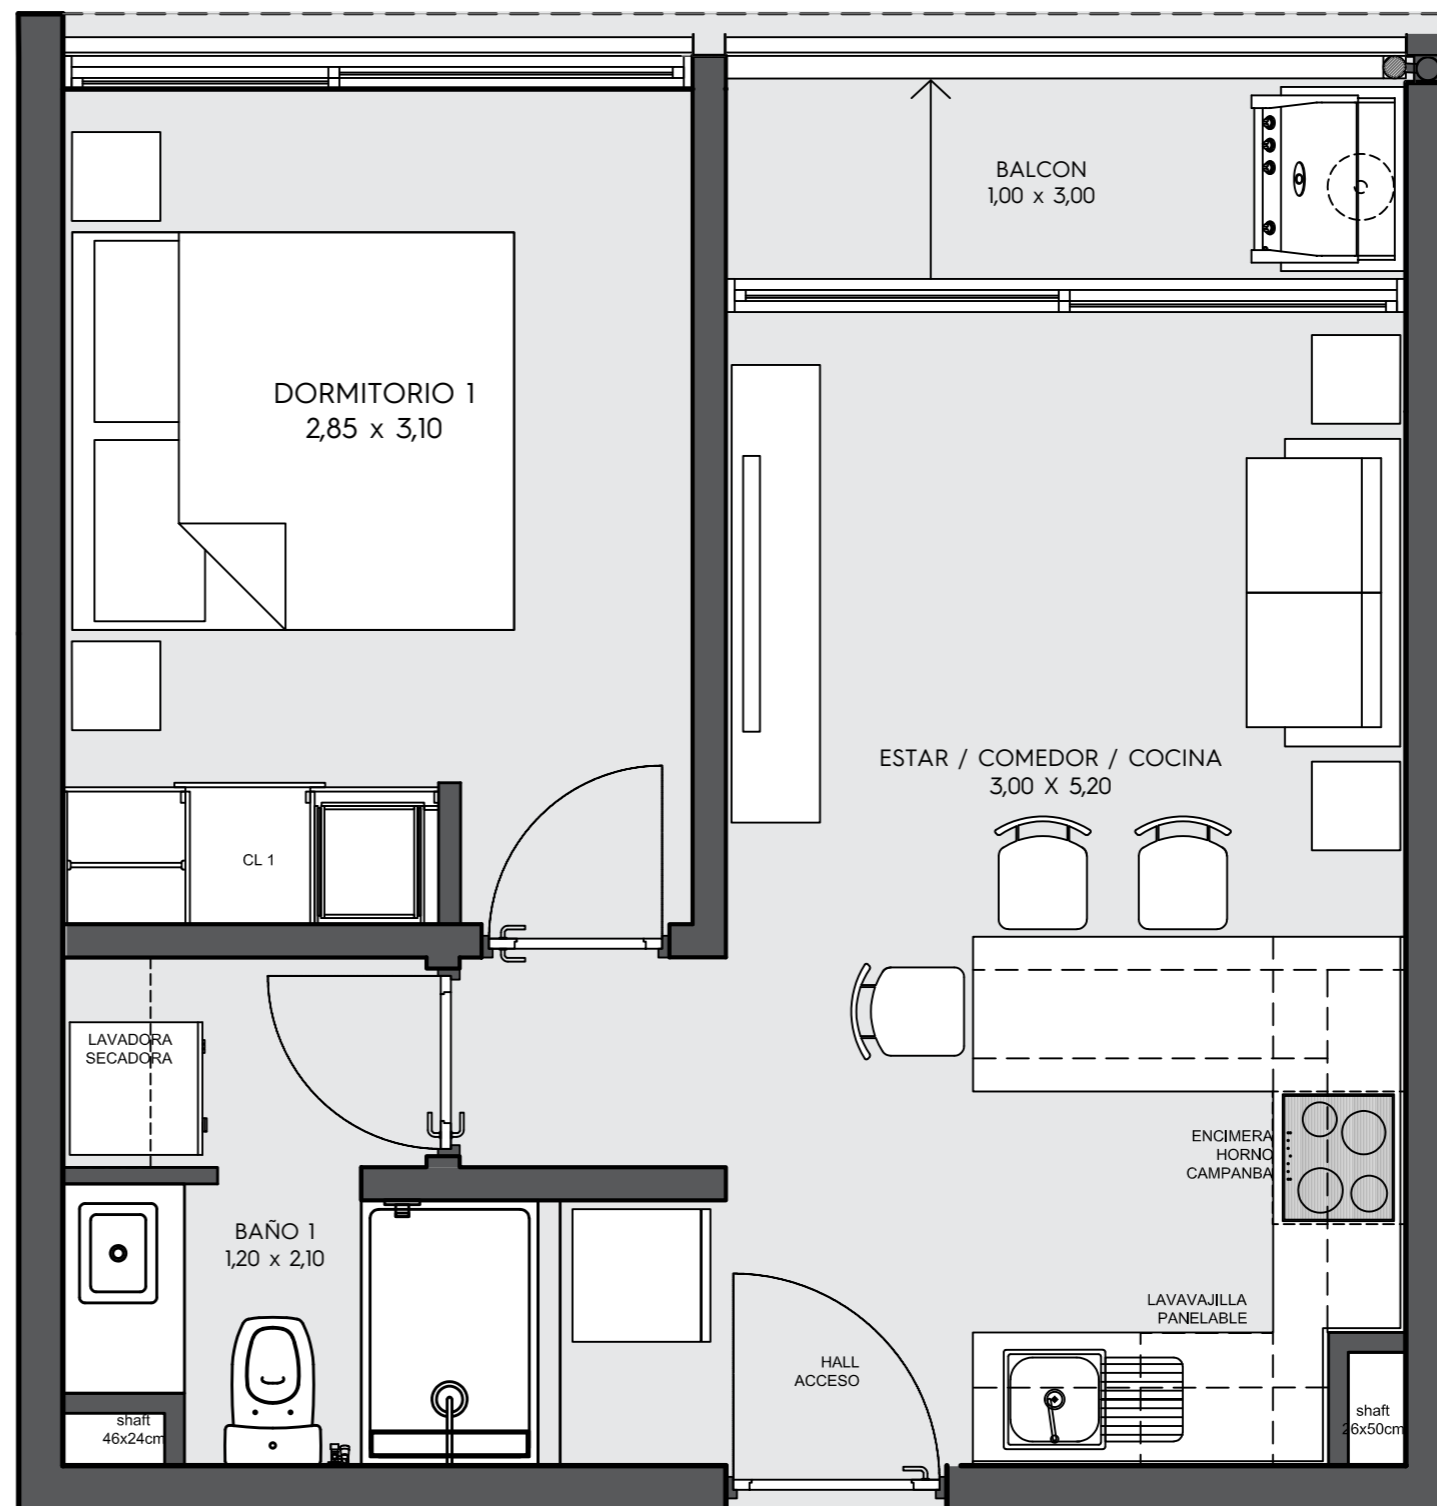 BALCON
1,00 x 3,00
DORMITORIO 1
2,85 x 3,10
ESTAR / COMEDOR / COCINA
3,00 X 5,20
CL 1
LAVADORA
SECADORA
ENCIMERA
HORNO
CAMPANBA
BAÑO 1
1,20 x 2,10
LAVAVAJILLA
PANELABLE
HALL
ACCESO
shaft
46x24cm
shaft
26x50cm